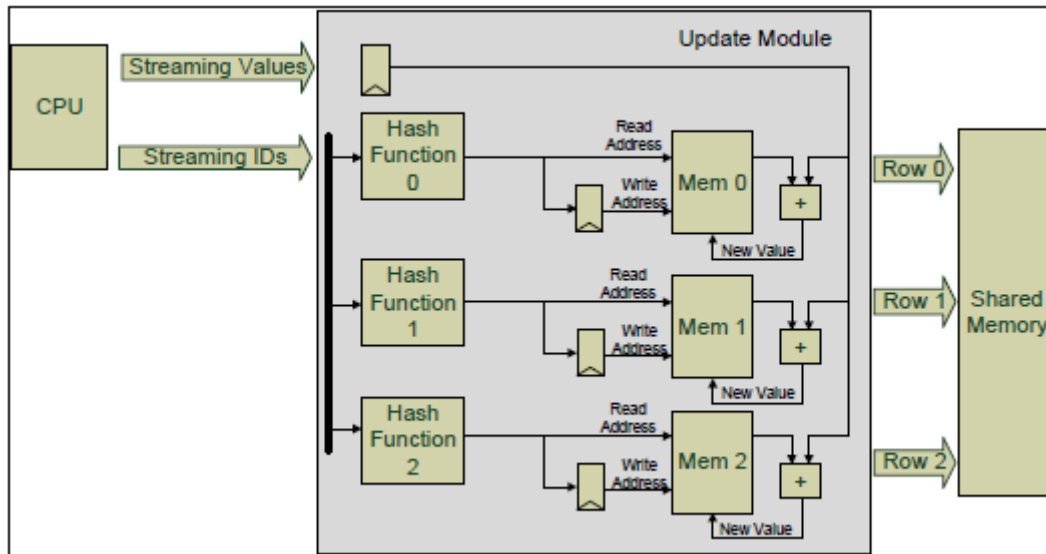 Update Module
CPU
Streaming Values
Streaming IDs
Hash
Function
0
Read
Address
Write
Address
Mem 0
+
New Value
Row 0
Hash
Function
1
Read
Address
Write
Address
Mem 1
+
New Value
Row 1
Shared
Memory
Hash
Function
2
Read
Address
Write
Address
Mem 2
+
New Value
Row 2